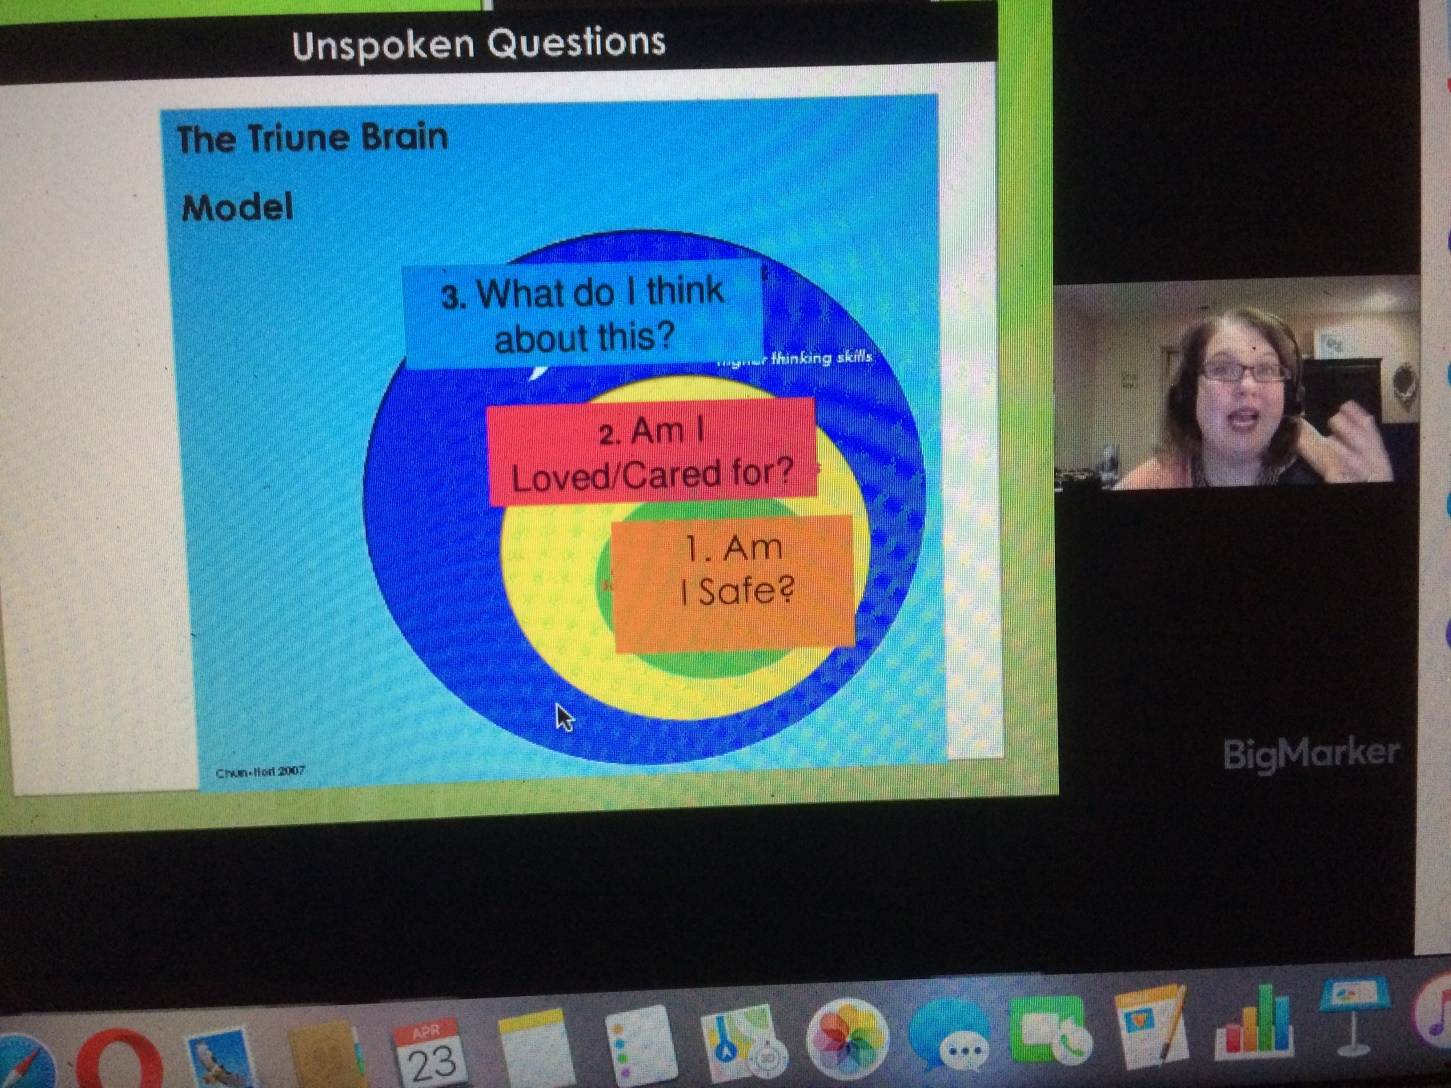 Unspoken Questions
The Triune Brain
Model
3. What do I think
about this?
thinking skills
2. Am I
Loved/Cared for?
1. Am
I Safe?
2007
BigMarker
APR
23